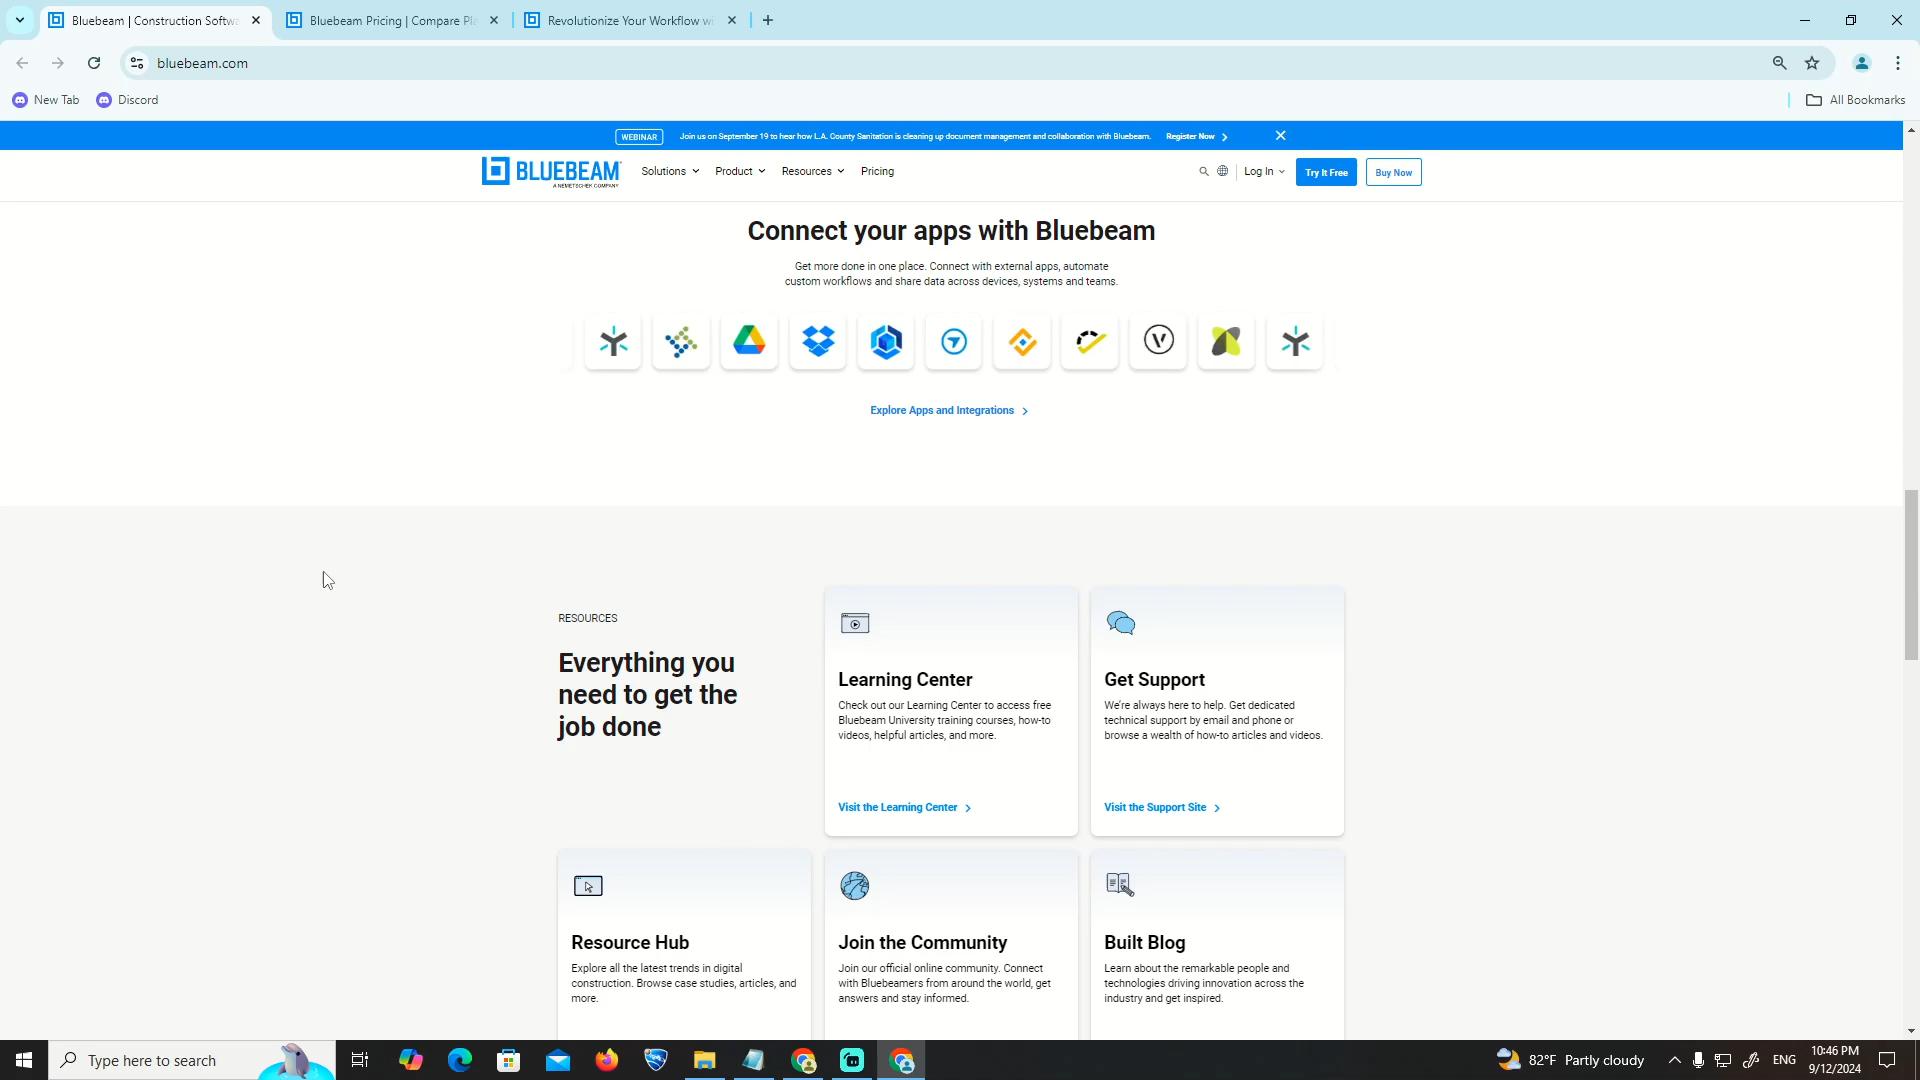 Bluebeam | Construction Softwa
Bluebeam Pricing | Compare Pla
Revolutionize Your Workflow wi
bluebeam.com
New Tab
Discord
All Bookmarks
WEBINAR
Join us on September 19 to hear how L.A. County Sanitation is cleaning up document management and collaboration with Bluebeam.
Register Now
BLUEBEAM
A NEMETSCHEK COMPANY
Solutions
Product
Resources
Pricing
Log In
Try It Free
Buy Now
Connect your apps with Bluebeam
Get more done in one place. Connect with external apps, automate
custom workflows and share data across devices, systems and teams.
Explore Apps and Integrations
RESOURCES
Everything you
need to get the
job done
Learning Center
Check out our Learning Center to access free
Bluebeam University training courses, how-to
videos, helpful articles, and more.
Visit the Learning Center
Get Support
We're always here to help. Get dedicated
technical support by email and phone or
browse a wealth of how-to articles and videos.
Visit the Support Site
Resource Hub
Explore all the latest trends in digital
construction. Browse case studies, articles, and
more.
Join the Community
Join our official online community. Connect
with Bluebeamers from around the world, get
answers and stay informed.
Built Blog
Learn about the remarkable people and
technologies driving innovation across the
industry and get inspired.
Type here to search
82°F Partly cloudy
ENG
10:46 PM
9/12/2024